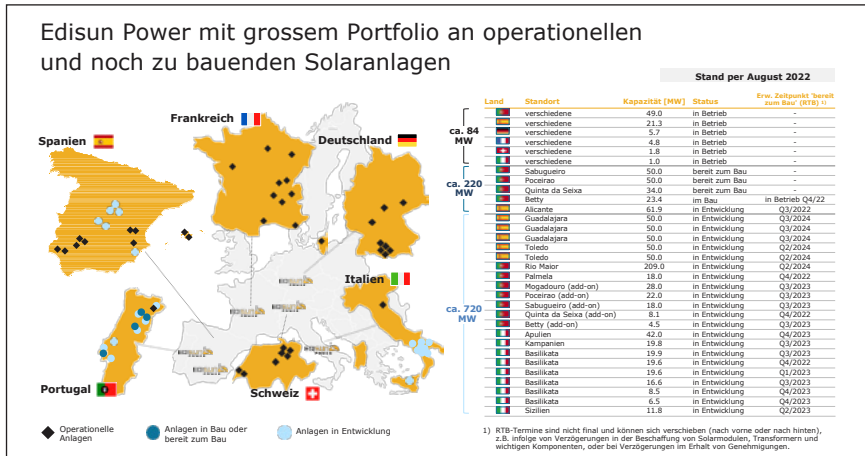 Edisun Power mit grossem Portfolio an operationellen
und noch zu bauenden Solaranlagen
Stand per August 2022
Frankreich
Deutschland
Spanien
Italien
Portugal
Schweiz
Operationelle
Anlagen
Anlagen in Bau oder
bereit zum Bau
Anlagen in Entwicklung
Erw. Zeitpunkt 'bereit
Land Standort Kapazität [MW] Status zum Bau' (RTB) 1)
ca. 84
MW
verschiedene 49.0 in Betrieb -
verschiedene 21.3 in Betrieb -
verschiedene 5.7 in Betrieb -
verschiedene 4.8 in Betrieb -
verschiedene 1.8 in Betrieb -
verschiedene 1.0 in Betrieb -
ca. 220
MW
Sabugueiro 50.0 bereit zum Bau -
Poceirao 50.0 bereit zum Bau -
Quinta da Seixa 34.0 bereit zum Bau -
Betty 23.4 im Bau in Betrieb Q4/22
Alicante 61.9 in Entwicklung Q3/2022
ca. 720
MW
Guadalajara 50.0 in Entwicklung Q3/2024
Guadalajara 50.0 in Entwicklung Q3/2024
Guadalajara 50.0 in Entwicklung Q3/2024
Toledo 50.0 in Entwicklung Q2/2024
Toledo 50.0 in Entwicklung Q2/2024
Rio Maior 209.0 in Entwicklung Q2/2024
Palmela 18.0 in Entwicklung Q4/2022
Mogadouro (add-on) 28.0 in Entwicklung Q3/2023
Poceirao (add-on) 22.0 in Entwicklung Q3/2023
Sabugueiro (add-on) 18.0 in Entwicklung Q3/2023
Quinta da Seixa (add-on) 8.1 in Entwicklung Q4/2022
Betty (add-on) 4.5 in Entwicklung Q3/2023
Apulien 42.0 in Entwicklung Q4/2023
Kampanien 19.8 in Entwicklung Q3/2023
Basilikata 19.9 in Entwicklung Q3/2023
Basilikata 19.6 in Entwicklung Q4/2022
Basilikata 19.6 in Entwicklung Q1/2023
Basilikata 16.6 in Entwicklung Q3/2023
Basilikata 8.5 in Entwicklung Q4/2023
Basilikata 6.5 in Entwicklung Q4/2023
Sizilien 11.8 in Entwicklung Q2/2023
1) RTB-Termine sind nicht final und können sich verschieben (nach vorne oder nach hinten),
z.B. infolge von Verzögerungen in der Beschaffung von Solarmodulen, Transformern und
wichtigen Komponenten, oder bei Verzögerungen im Erhalt von Genehmigungen.